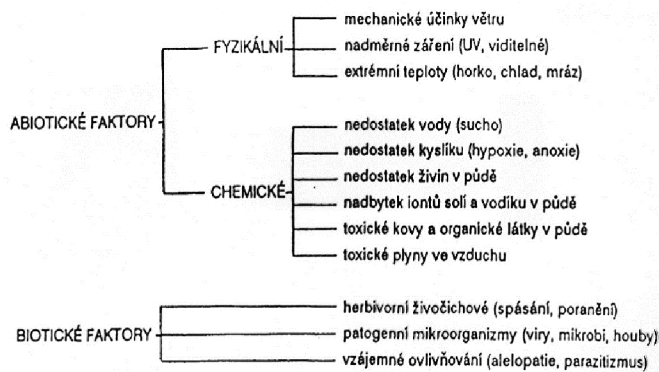 mechanické účinky větru
FYZIKÁLNÍ
nadměrné záření (UV, viditelné)
extrémní teploty (horko, chlad, mráz)
ABIOTICKÉ FAKTORY
nedostatek vody (sucho)
nedostatek kyslíku (hypoxie, anoxie)
nedostatek živin v půdě
CHEMICKÉ
nadbytek iontů solí a vodíku v půdě
toxické kovy a organické látky v půdě
toxické plyny ve vzduchu
herbivorní živočichové (spásání, poranění)
BIOTICKÉ FAKTORY
patogenní mikroorganizmy (viry, mikrobi, houby)
vzájemné ovlivňování (alelopatie, parazitizmus)